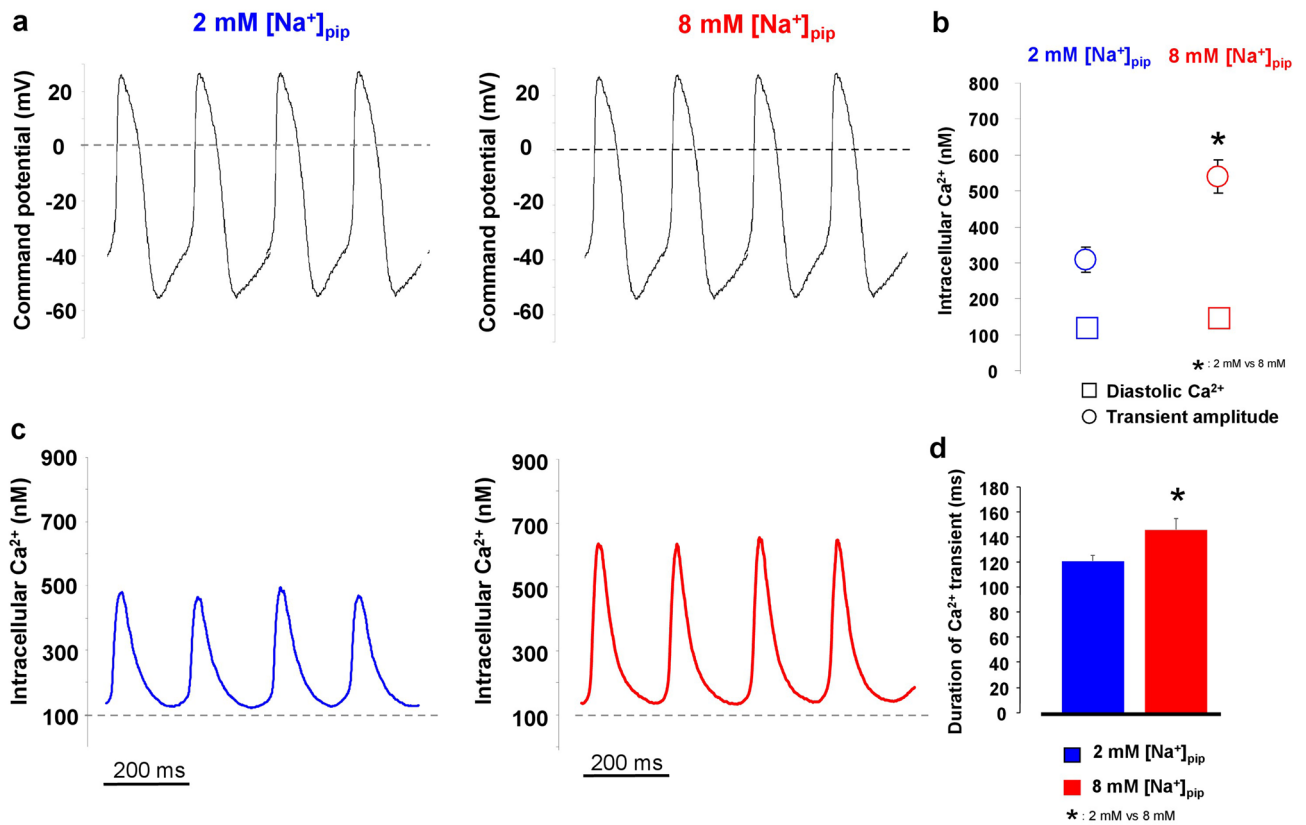 a
2 mM [Na⁺]pip
Command potential (mV)
20
0
-20
-40
-60
8 mM [Na⁺]pip
Command potential (mV)
20
0
-20
-40
-60
b
2 mM [Na⁺]pip
8 mM [Na⁺]pip
Intracellular Ca²⁺ (nM)
800
700
600
500
400
300
200
100
0
*
* : 2 mM vs 8 mM
Diastolic Ca²⁺
Transient amplitude
c
Intracellular Ca²⁺ (nM)
900
700
500
300
100
200 ms
Intracellular Ca²⁺ (nM)
900
700
500
300
100
200 ms
d
Duration of Ca²⁺ transient (ms)
180
160
140
120
100
80
60
40
20
0
*
2 mM [Na⁺]pip
8 mM [Na⁺]pip
* : 2 mM vs 8 mM